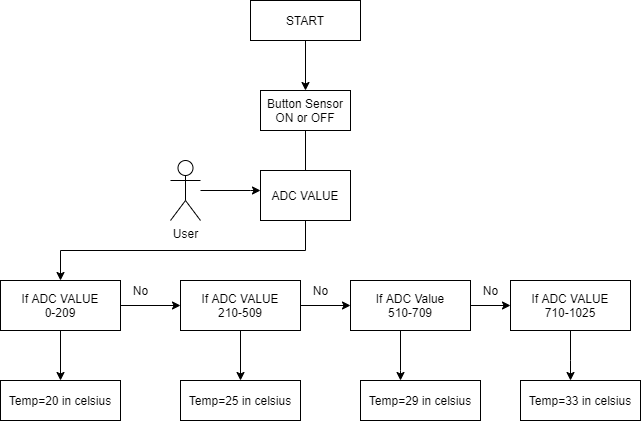 START
Button Sensor
ON or OFF
ADC VALUE
User
If ADC VALUE
0-209
No
If ADC VALUE
210-509
No
If ADC Value
510-709
No
If ADC VALUE
710-1025
Temp=20 in celsius
Temp=25 in celsius
Temp=29 in celsius
Temp=33 in celsius